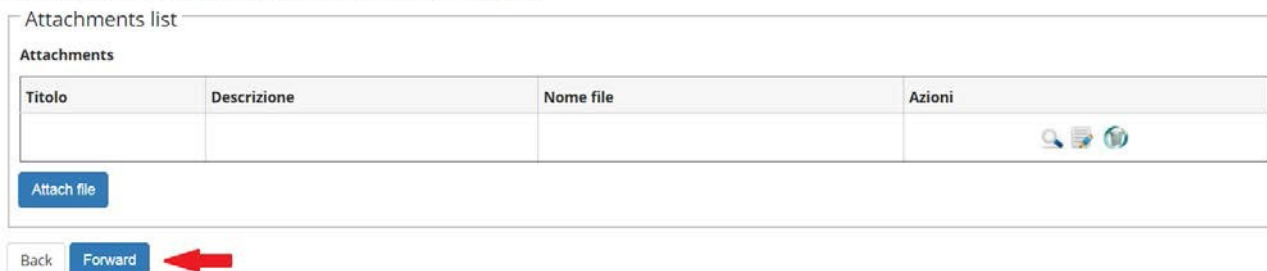 Attachments list
Attachments
Titolo Descrizione Nome file Azioni
Attach file
Back Forward